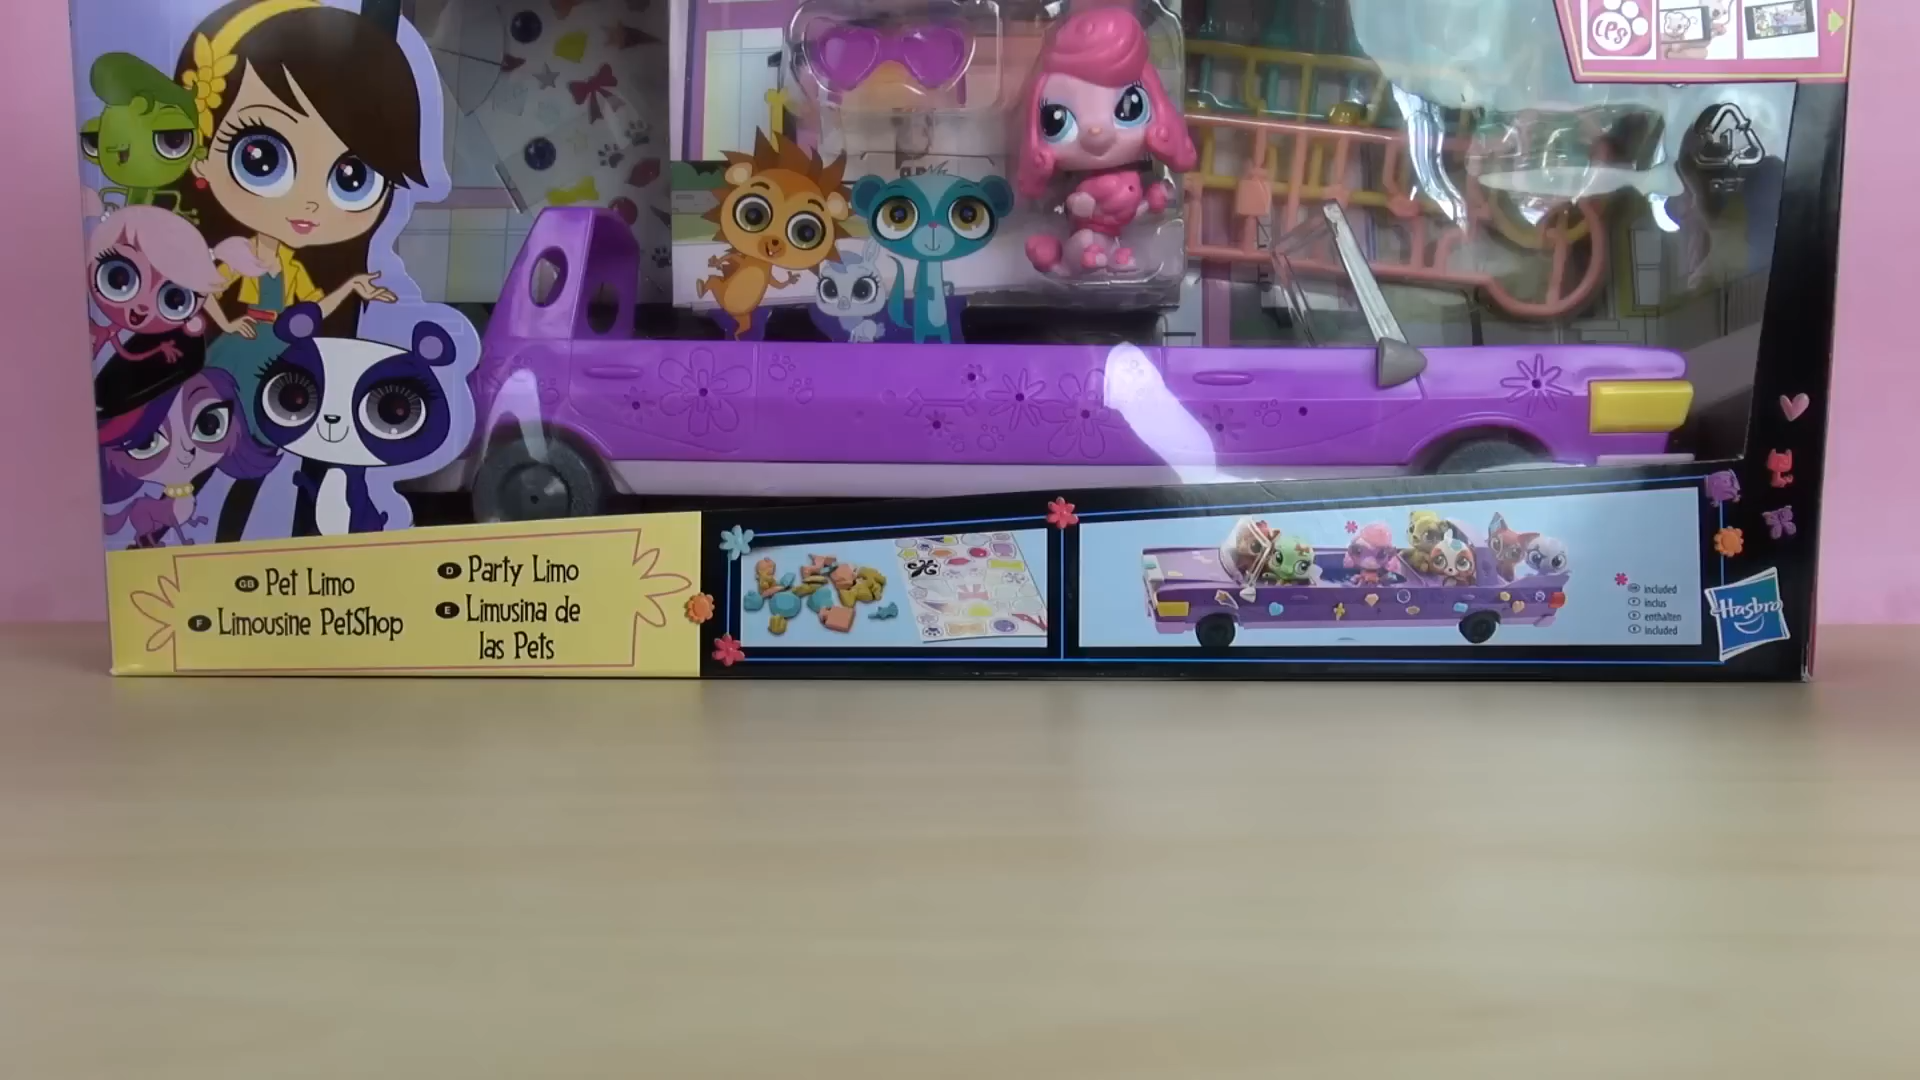 LPS
GB Pet Limo
F Limousine PetShop
D Party Limo
E Limusina de
las Pets
included
inclus
enthalten
included
Hasbro